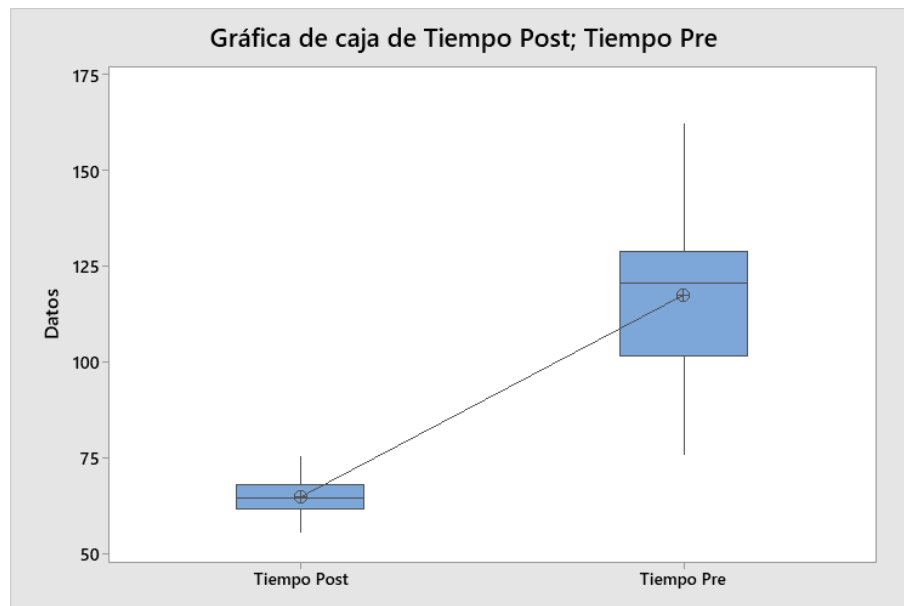 Gráfica de caja de Tiempo Post; Tiempo Pre
175
150
125
100
75
50
Datos
Tiempo Post
Tiempo Pre